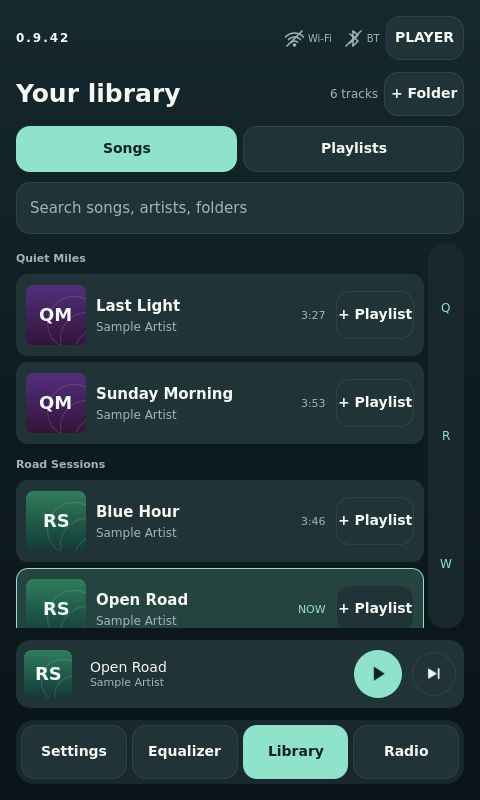 0.9.42 Wi-Fi BT PLAYER
Your library 6 tracks + Folder
Songs Playlists
Search songs, artists, folders
Quiet Miles
QM Last Light 3:27 + Playlist
Sample Artist
Q
QM Sunday Morning 3:53 + Playlist
Sample Artist
R
Road Sessions
RS Blue Hour 3:46 + Playlist
Sample Artist
W
RS Open Road NOW + Playlist
Sample Artist
RS Open Road
Sample Artist
Settings Equalizer Library Radio